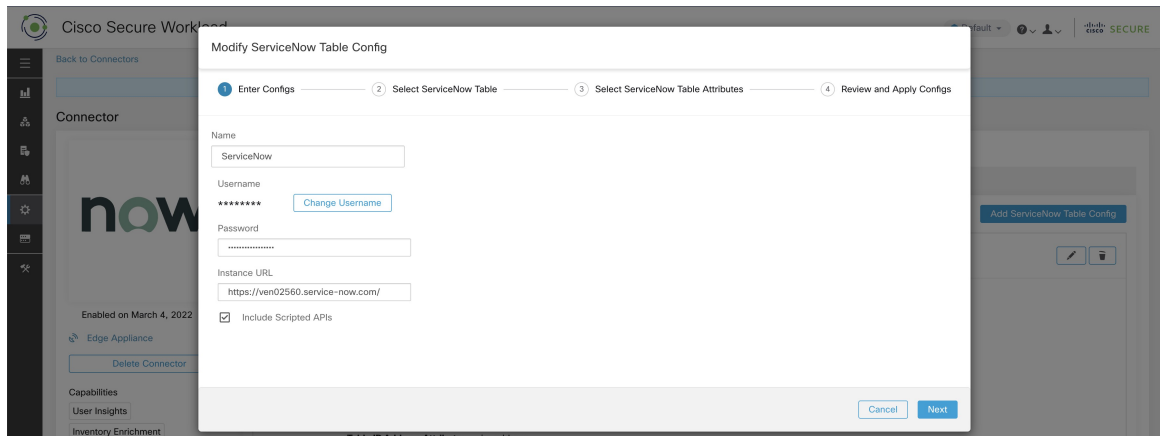 Cisco Secure Work
Default
CISCO SECURE
Back to Connectors
Modify ServiceNow Table Config
1 Enter Configs
2 Select ServiceNow Table
3 Select ServiceNow Table Attributes
4 Review and Apply Configs
Connector
now
Enabled on March 4, 2022
Edge Appliance
Delete Connector
Capabilities
User Insights
Inventory Enrichment
Name
ServiceNow
Username
******** Change Username
Password
Instance URL
https://ven02560.service-now.com/
Include Scripted APIs
Cancel Next
Add ServiceNow Table Config